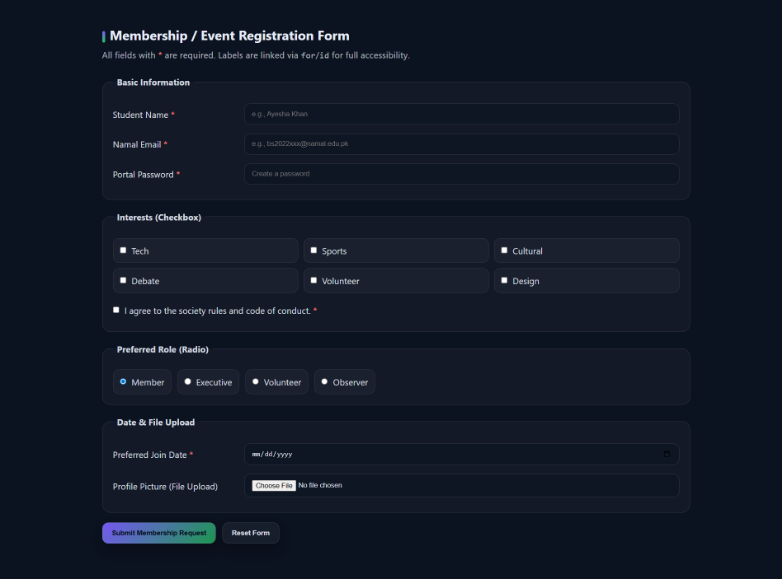 Membership / Event Registration Form
All fields with * are required. Labels are linked via for/id for full accessibility.
Basic Information
Student Name * e.g., Ayesha Khan
Namal Email * e.g., bs2022xxx@namal.edu.pk
Portal Password * Create a password
Interests (Checkbox)
Tech Sports Cultural
Debate Volunteer Design
I agree to the society rules and code of conduct. *
Preferred Role (Radio)
Member Executive Volunteer Observer
Date & File Upload
Preferred Join Date * mm/dd/yyyy
Profile Picture (File Upload) Choose File No file chosen
Submit Membership Request Reset Form